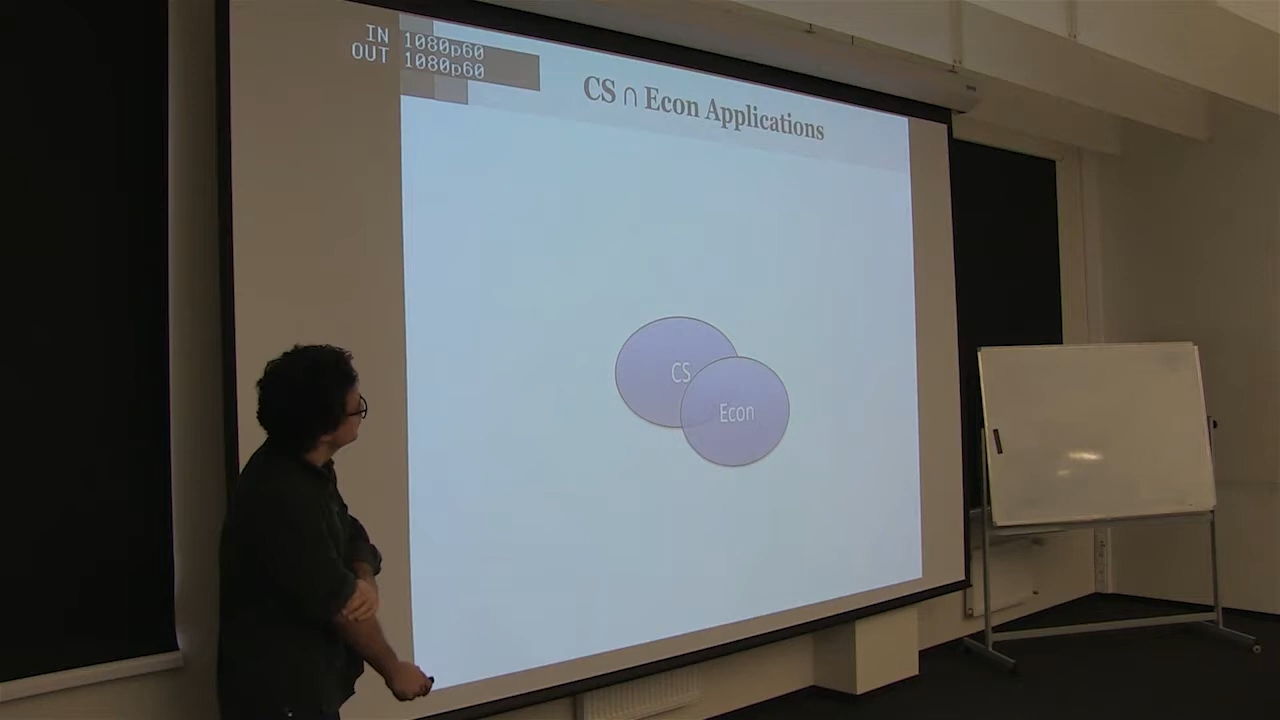 IN 1080p60
OUT 1080p60
CS ∩ Econ Applications
CS
Econ